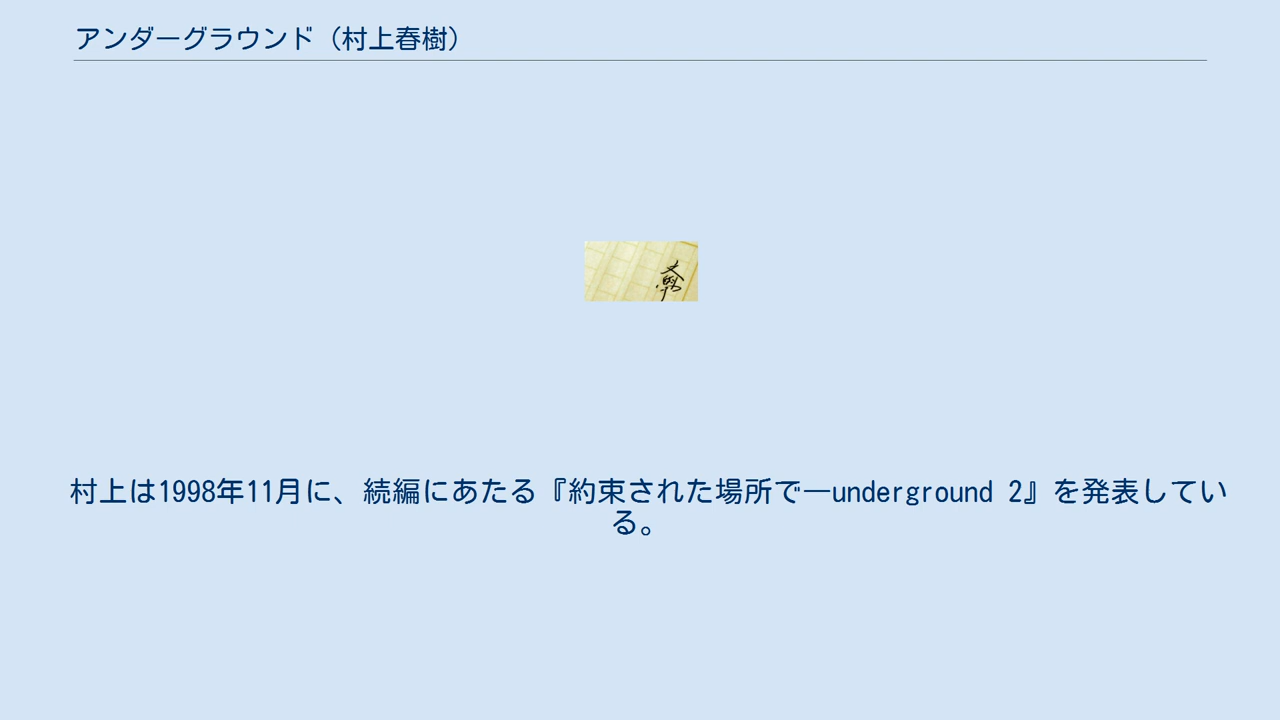 アンダーグラウンド（村上春樹）
村上は1998年11月に、続編にあたる『約束された場所で―underground 2』を発表してい
る。